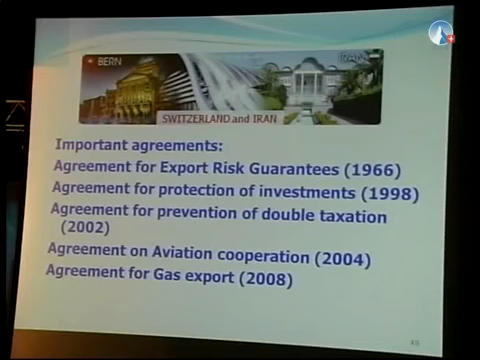 BERN
IRAN
SWITZERLAND and IRAN
Important agreements:
Agreement for Export Risk Guarantees (1966)
Agreement for protection of investments (1998)
Agreement for prevention of double taxation
(2002)
Agreement on Aviation cooperation (2004)
Agreement for Gas export (2008)